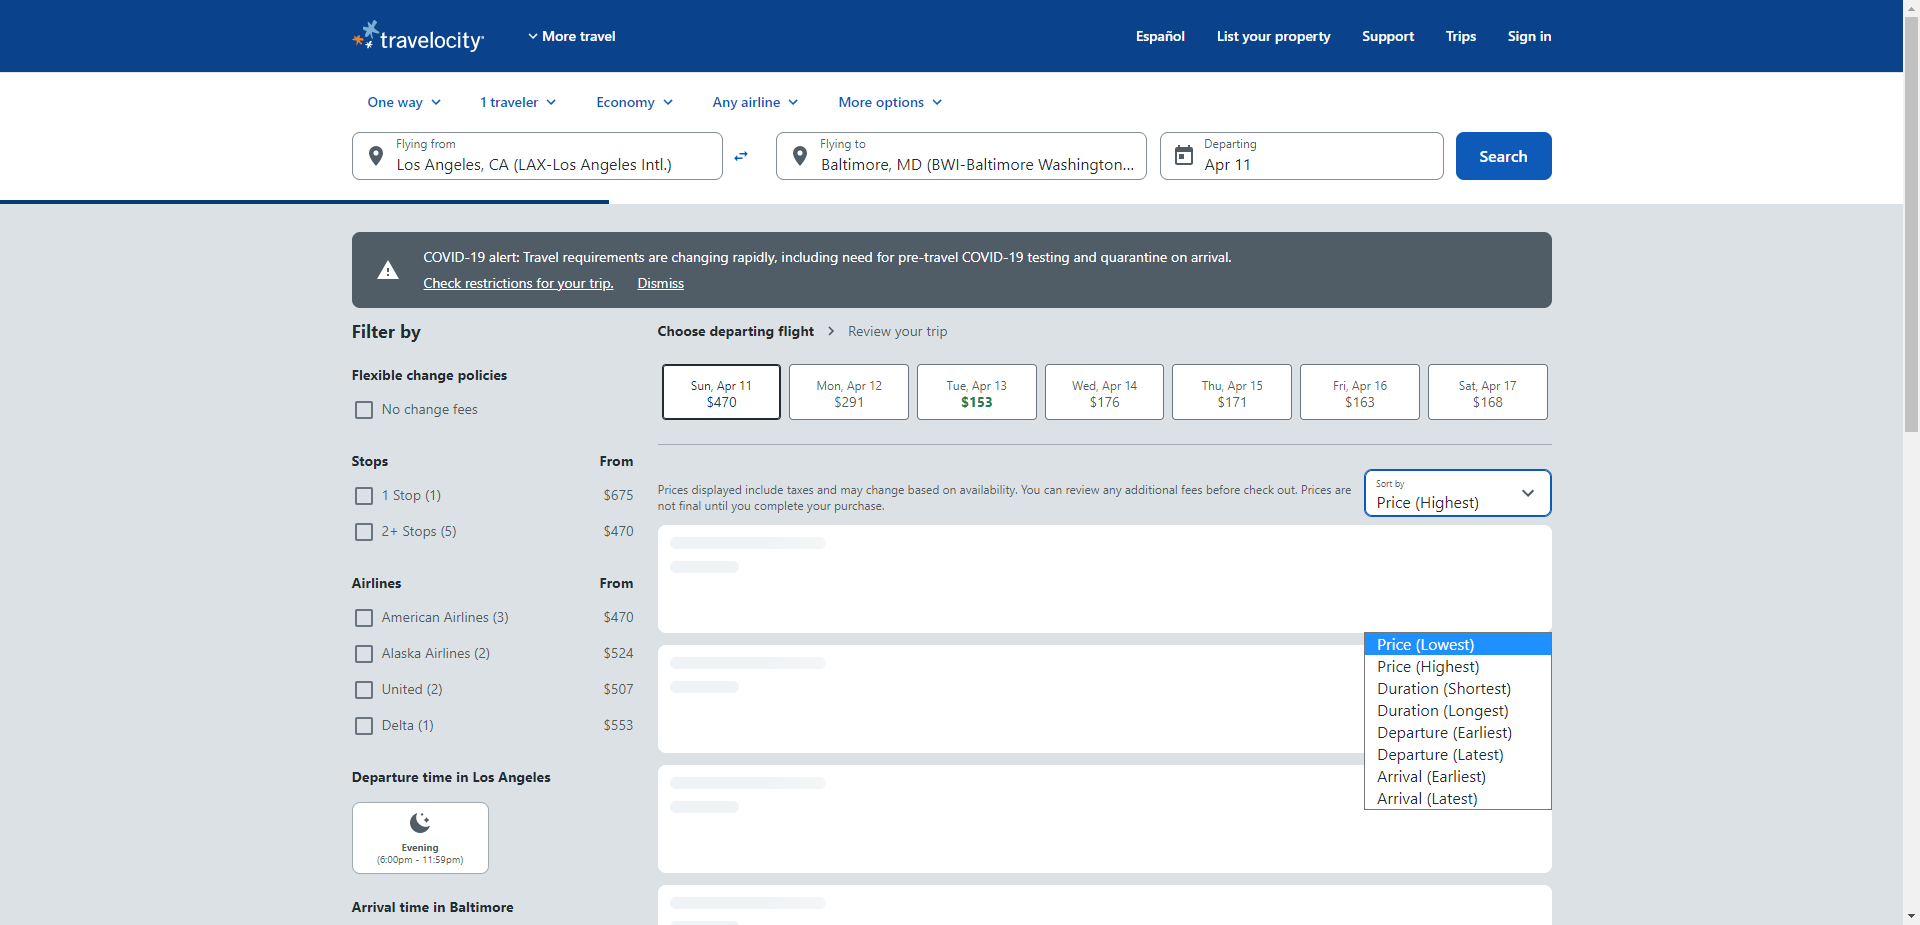 travelocity
More travel
Español
List your property
Support
Trips
Sign in
One way
1 traveler
Economy
Any airline
More options
Flying from
Los Angeles, CA (LAX-Los Angeles Intl.)
Flying to
Baltimore, MD (BWI-Baltimore Washington...
Departing
Apr 11
Search
COVID-19 alert: Travel requirements are changing rapidly, including need for pre-travel COVID-19 testing and quarantine on arrival.
Check restrictions for your trip.
Dismiss
Filter by
Flexible change policies
No change fees
Stops From
1 Stop (1) $675
2+ Stops (5) $470
Airlines From
American Airlines (3) $470
Alaska Airlines (2) $524
United (2) $507
Delta (1) $553
Departure time in Los Angeles
Evening
(6:00pm - 11:59pm)
Arrival time in Baltimore
Choose departing flight
Review your trip
Sun, Apr 11
$470
Mon, Apr 12
$291
Tue, Apr 13
$153
Wed, Apr 14
$176
Thu, Apr 15
$171
Fri, Apr 16
$163
Sat, Apr 17
$168
Prices displayed include taxes and may change based on availability. You can review any additional fees before check out. Prices are
not final until you complete your purchase.
Sort by
Price (Highest)
Price (Lowest)
Price (Highest)
Duration (Shortest)
Duration (Longest)
Departure (Earliest)
Departure (Latest)
Arrival (Earliest)
Arrival (Latest)